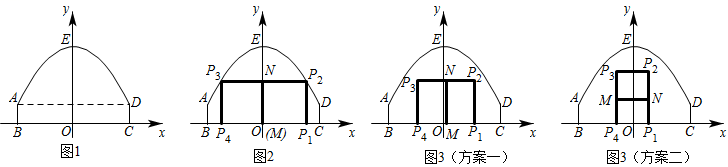 y
E
A
D
B
O
C
x
图1
y
E
P3
N
P2
A
D
B
P4
O
(M)
P1
C
x
图2
y
E
P3
N
P2
A
D
B
P4
O
M
P1
C
x
图3（方案一）
y
E
P3
P2
A
M
N
D
B
P4
O
P1
C
x
图3（方案二）